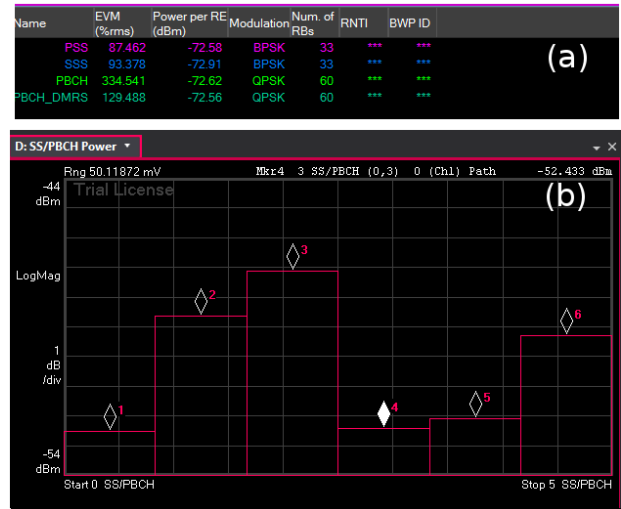 Name EVM (%rms) Power per RE (dBm) Modulation Num. of RBs RNTI BWP ID
PSS 87.462 -72.58 BPSK 33 *** ***
SSS 93.378 -72.91 BPSK 33 *** ***
PBCH 334.541 -72.62 QPSK 60 *** ***
PBCH_DMRS 129.488 -72.56 QPSK 60 *** ***
(a)
D: SS/PBCH Power
Rng 50.11872 mV Mkr4 3 SS/PBCH (0,3) 0 (Ch1) Path -52.433 dBm
Trial License
(b)
-44
dBm
LogMag
1
dB
/div
-54
dBm
1
2
3
4
5
6
Start 0 SS/PBCH Stop 5 SS/PBCH